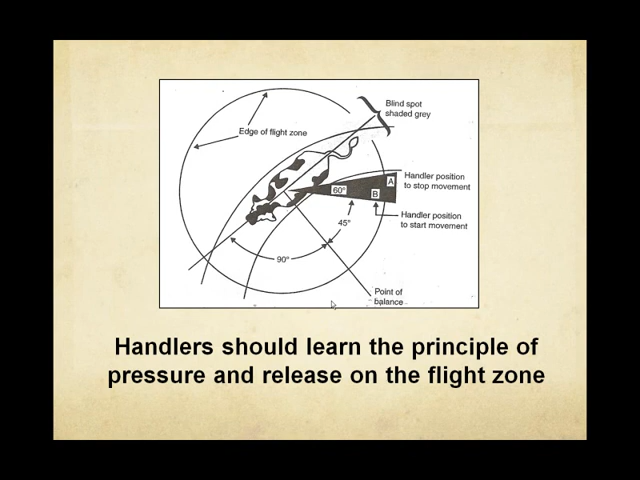 Blind spot
shaded grey
Edge of flight zone
Handler position
to stop movement
A
60°
B
Handler position
to start movement
45°
90°
Point of
balance
Handlers should learn the principle of
pressure and release on the flight zone